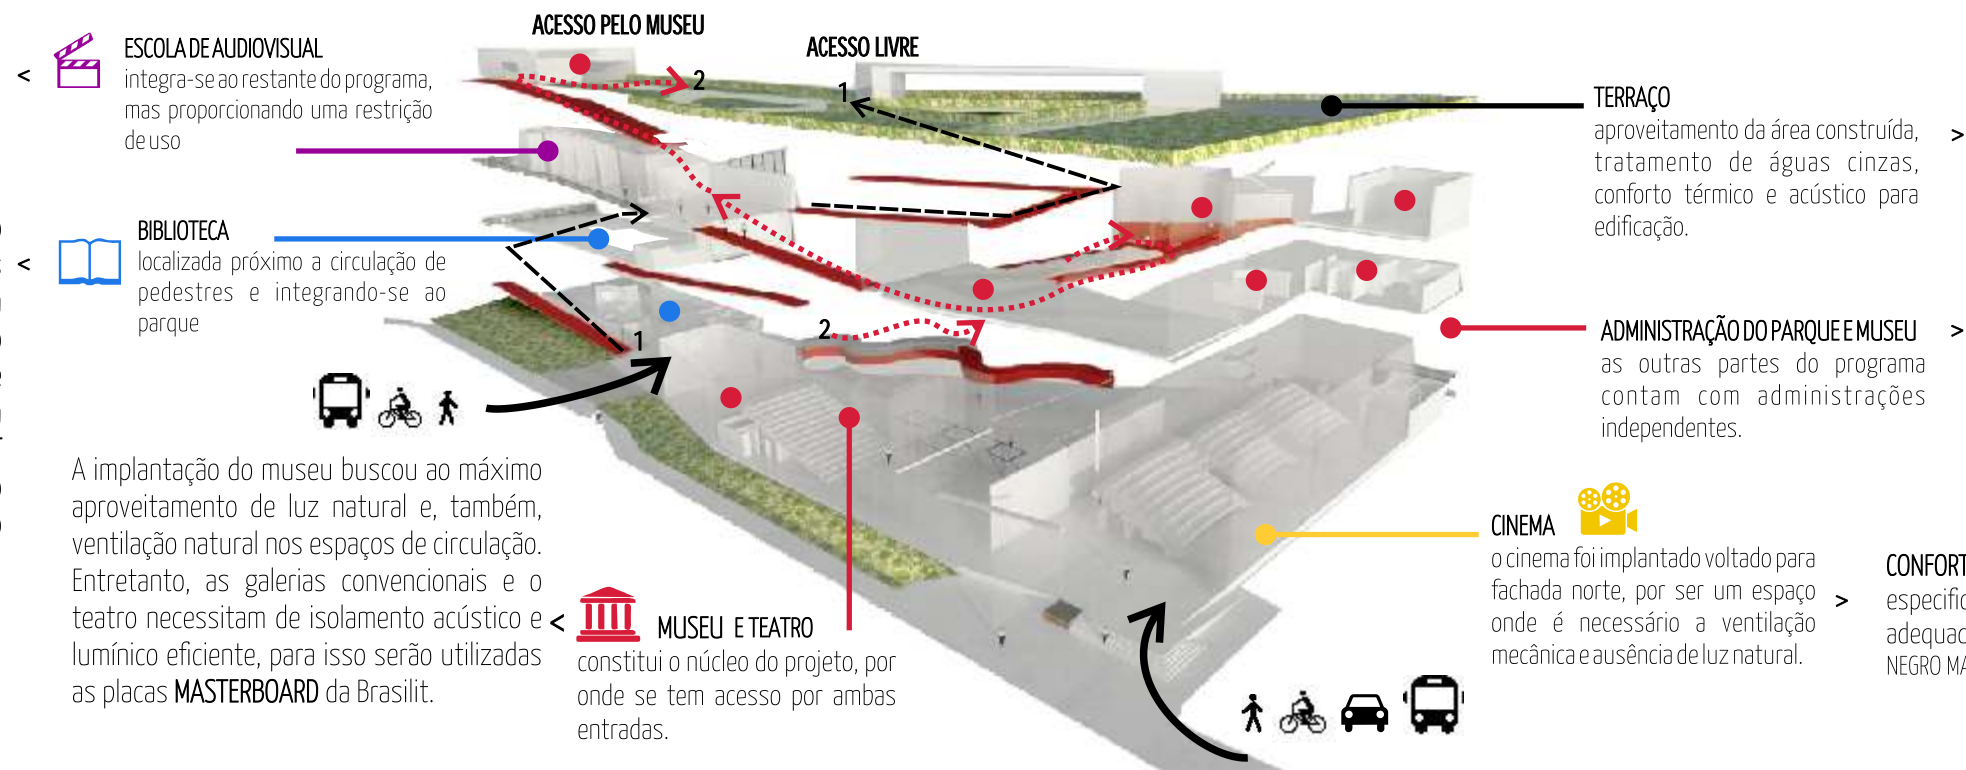 ACESSO PELO MUSEU
ACESSO LIVRE
2
1
<
ESCOLA DE AUDIOVISUAL
integra-se ao restante do programa,
mas proporcionando uma restrição
de uso
TERRAÇO
aproveitamento da área construída,
tratamento de águas cinzas,
conforto térmico e acústico para
edificação.
>
<
BIBLIOTECA
localizada próximo a circulação de
pedestres e integrando-se ao
parque
1
2
ADMINISTRAÇÃO DO PARQUE E MUSEU
as outras partes do programa
contam com administrações
independentes.
>
A implantação do museu buscou ao máximo
aproveitamento de luz natural e, também,
ventilação natural nos espaços de circulação.
Entretanto, as galerias convencionais e o
teatro necessitam de isolamento acústico e
lumínico eficiente, para isso serão utilizadas
as placas MASTERBOARD da Brasilit.
<
MUSEU E TEATRO
constitui o núcleo do projeto, por
onde se tem acesso por ambas
entradas.
CINEMA
o cinema foi implantado voltado para
fachada norte, por ser um espaço
onde é necessário a ventilação
mecânica e ausência de luz natural.
>
CONFORT
especific
adequac
NEGRO MA